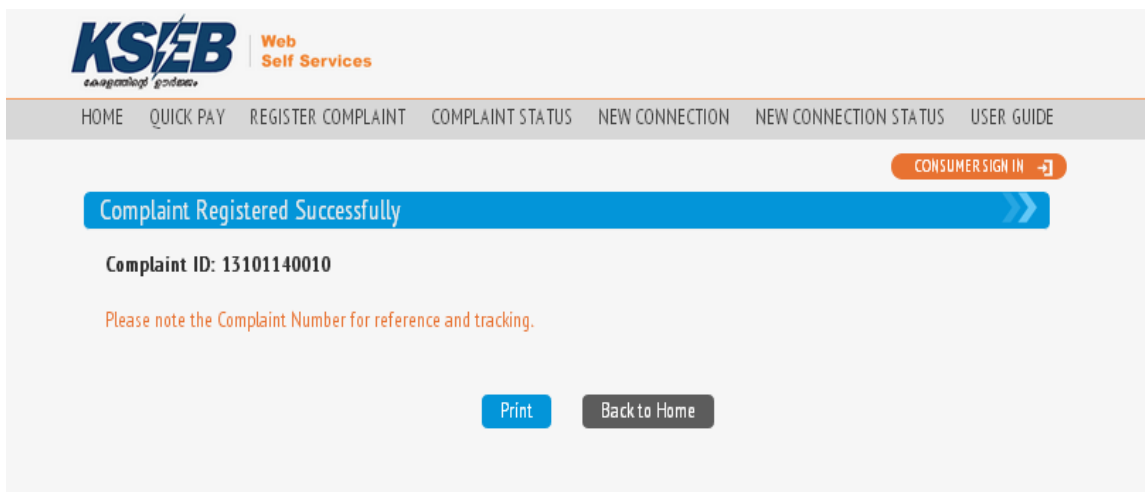 KSEB
Web
Self Services
കേരളത്തിന്റെ ഊർജ്ജം
HOME QUICK PAY REGISTER COMPLAINT COMPLAINT STATUS NEW CONNECTION NEW CONNECTION STATUS USER GUIDE
CONSUMER SIGN IN
Complaint Registered Successfully
Complaint ID: 13101140010
Please note the Complaint Number for reference and tracking.
Print Back to Home